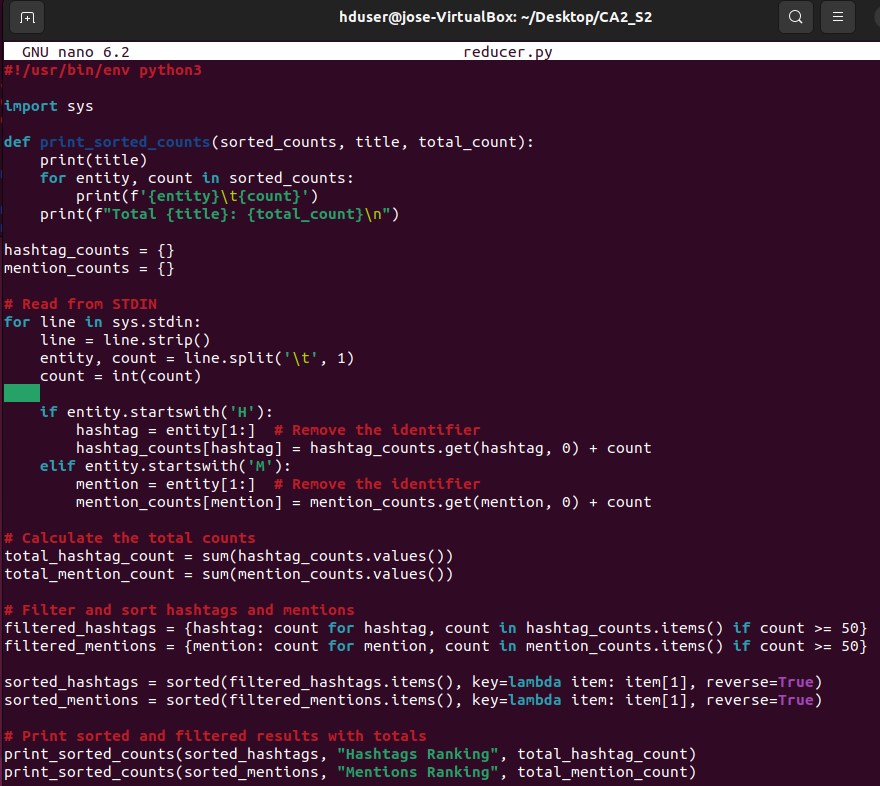 hduser@jose-VirtualBox: ~/Desktop/CA2_S2
GNU nano 6.2 reducer.py
#!/usr/bin/env python3

import sys

def print_sorted_counts(sorted_counts, title, total_count):
    print(title)
    for entity, count in sorted_counts:
        print(f'{entity}\t{count}')
    print(f"Total {title}: {total_count}\n")

hashtag_counts = {}
mention_counts = {}

# Read from STDIN
for line in sys.stdin:
    line = line.strip()
    entity, count = line.split('\t', 1)
    count = int(count)

    if entity.startswith('H'):
        hashtag = entity[1:]  # Remove the identifier
        hashtag_counts[hashtag] = hashtag_counts.get(hashtag, 0) + count
    elif entity.startswith('M'):
        mention = entity[1:]  # Remove the identifier
        mention_counts[mention] = mention_counts.get(mention, 0) + count

# Calculate the total counts
total_hashtag_count = sum(hashtag_counts.values())
total_mention_count = sum(mention_counts.values())

# Filter and sort hashtags and mentions
filtered_hashtags = {hashtag: count for hashtag, count in hashtag_counts.items() if count >= 50}
filtered_mentions = {mention: count for mention, count in mention_counts.items() if count >= 50}

sorted_hashtags = sorted(filtered_hashtags.items(), key=lambda item: item[1], reverse=True)
sorted_mentions = sorted(filtered_mentions.items(), key=lambda item: item[1], reverse=True)

# Print sorted and filtered results with totals
print_sorted_counts(sorted_hashtags, "Hashtags Ranking", total_hashtag_count)
print_sorted_counts(sorted_mentions, "Mentions Ranking", total_mention_count)